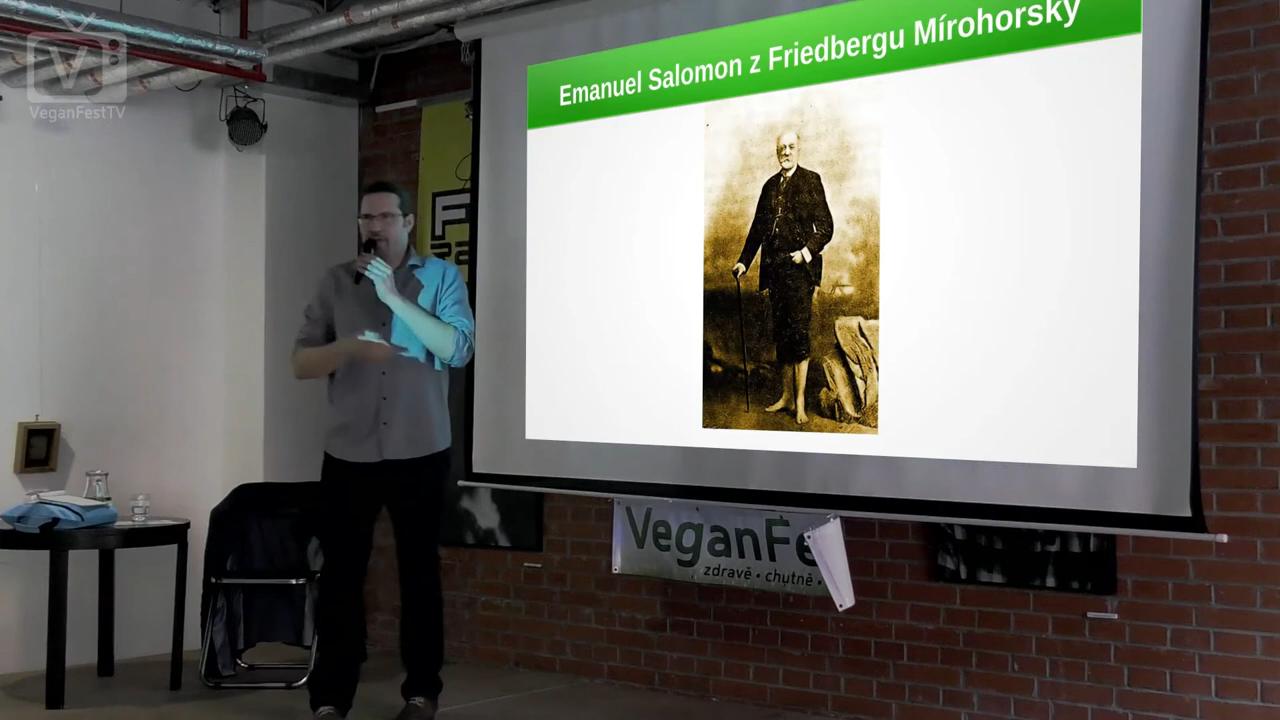 VeganFestTV
Emanuel Salomon z Friedbergu Mírohorský
VeganFe
zdravě • chutně •